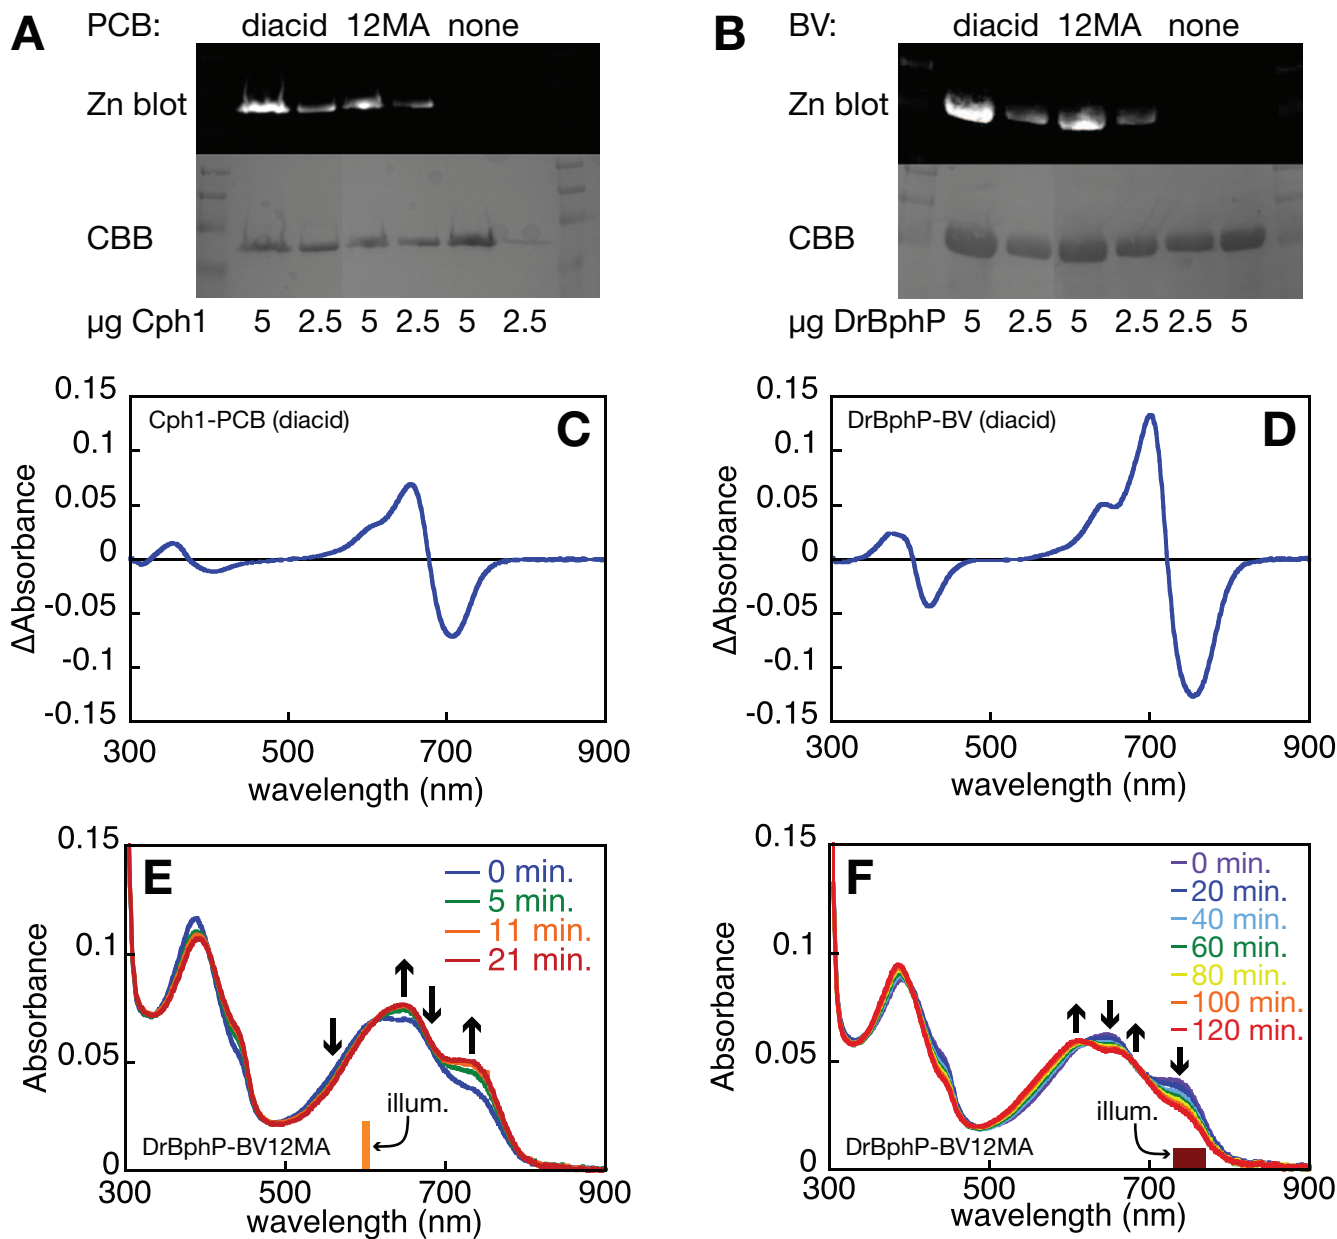 A PCB: diacid 12MA none
Zn blot
CBB
µg Cph1 5 2.5 5 2.5 5 2.5
B BV: diacid 12MA none
Zn blot
CBB
µg DrBphP 5 2.5 5 2.5 2.5 5
0.15
Cph1-PCB (diacid) C
0.1
0.05
0
-0.05
-0.1
-0.15
ΔAbsorbance
300 500 700 900
wavelength (nm)
0.15
DrBphP-BV (diacid) D
0.1
0.05
0
-0.05
-0.1
-0.15
ΔAbsorbance
300 500 700 900
wavelength (nm)
0.15
E 0 min.
5 min.
11 min.
21 min.
0.1
0.05
0
Absorbance
illum.
DrBphP-BV12MA
300 500 700 900
wavelength (nm)
0.15
F 0 min.
20 min.
40 min.
60 min.
80 min.
100 min.
120 min.
0.1
0.05
0
Absorbance
illum.
DrBphP-BV12MA
300 500 700 900
wavelength (nm)